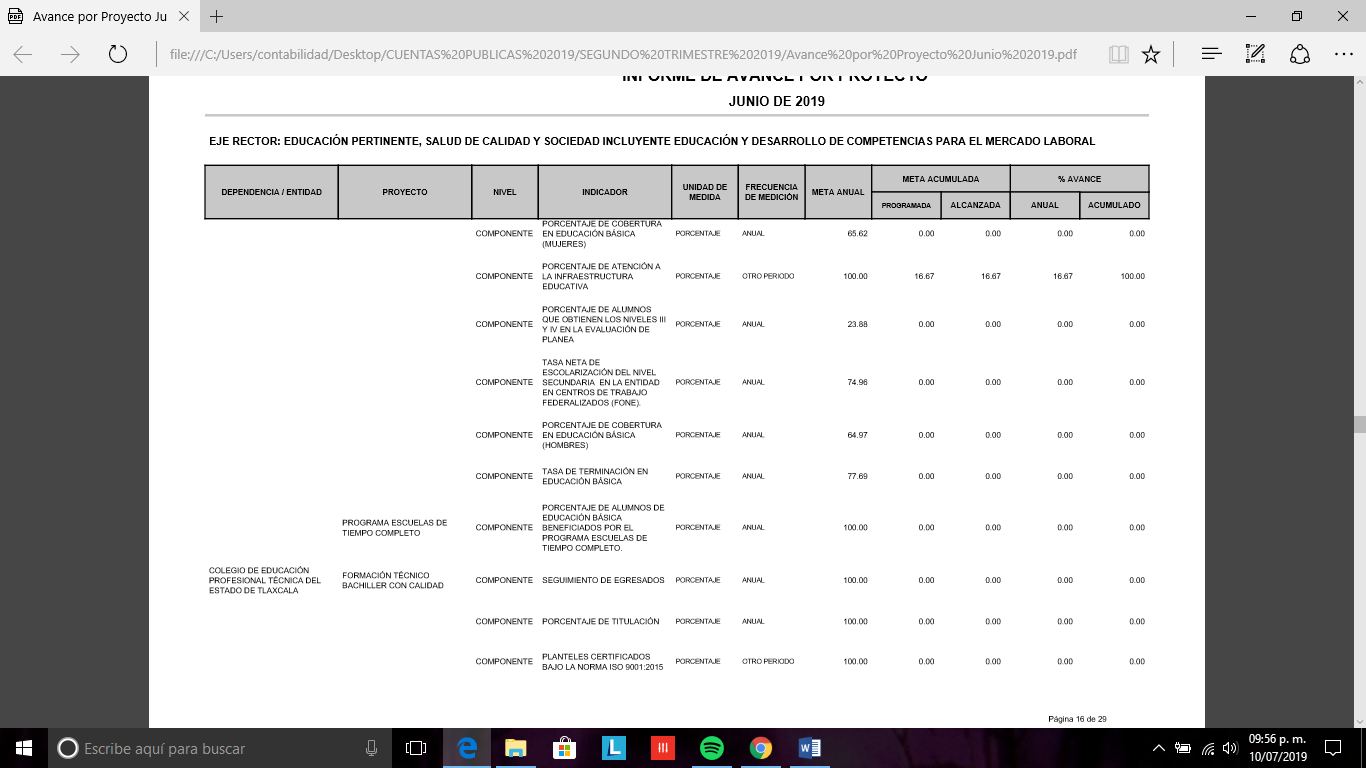 Avance por Proyecto Ju
file:///C:/Users/contabilidad/Desktop/CUENTAS%20PUBLICAS%202019/SEGUNDO%20TRIMESTRE%202019/Avance%20por%20Proyecto%20Junio%202019.pdf
INFORME DE AVANCE POR PROYECTO
JUNIO DE 2019
EJE RECTOR: EDUCACIÓN PERTINENTE, SALUD DE CALIDAD Y SOCIEDAD INCLUYENTE EDUCACIÓN Y DESARROLLO DE COMPETENCIAS PARA EL MERCADO LABORAL
DEPENDENCIA / ENTIDAD PROYECTO NIVEL INDICADOR UNIDAD DE MEDIDA FRECUENCIA DE MEDICIÓN META ANUAL META ACUMULADA % AVANCE
PROGRAMADA ALCANZADA ANUAL ACUMULADO
PORCENTAJE DE COBERTURA
COMPONENTE EN EDUCACIÓN BÁSICA PORCENTAJE ANUAL 65.62 0.00 0.00 0.00 0.00
(MUJERES)
PORCENTAJE DE ATENCIÓN A
COMPONENTE LA INFRAESTRUCTURA PORCENTAJE OTRO PERIODO 100.00 16.67 16.67 16.67 100.00
EDUCATIVA
PORCENTAJE DE ALUMNOS
QUE OBTIENEN LOS NIVELES III
COMPONENTE Y IV EN LA EVALUACIÓN DE PORCENTAJE ANUAL 23.88 0.00 0.00 0.00 0.00
PLANEA
TASA NETA DE
ESCOLARIZACIÓN DEL NIVEL
COMPONENTE SECUNDARIA EN LA ENTIDAD PORCENTAJE ANUAL 74.96 0.00 0.00 0.00 0.00
EN CENTROS DE TRABAJO
FEDERALIZADOS (FONE).
PORCENTAJE DE COBERTURA
COMPONENTE EN EDUCACIÓN BÁSICA PORCENTAJE ANUAL 64.97 0.00 0.00 0.00 0.00
(HOMBRES)
COMPONENTE TASA DE TERMINACIÓN EN PORCENTAJE ANUAL 77.69 0.00 0.00 0.00 0.00
EDUCACIÓN BÁSICA
PORCENTAJE DE ALUMNOS DE
EDUCACIÓN BÁSICA
PROGRAMA ESCUELAS DE COMPONENTE BENEFICIADOS POR EL PORCENTAJE ANUAL 100.00 0.00 0.00 0.00 0.00
TIEMPO COMPLETO PROGRAMA ESCUELAS DE
TIEMPO COMPLETO.
COLEGIO DE EDUCACIÓN FORMACIÓN TÉCNICO
PROFESIONAL TÉCNICA DEL BACHILLER CON CALIDAD COMPONENTE SEGUIMIENTO DE EGRESADOS PORCENTAJE ANUAL 100.00 0.00 0.00 0.00 0.00
ESTADO DE TLAXCALA
COMPONENTE PORCENTAJE DE TITULACIÓN PORCENTAJE ANUAL 100.00 0.00 0.00 0.00 0.00
COMPONENTE PLANTELES CERTIFICADOS PORCENTAJE OTRO PERIODO 100.00 0.00 0.00 0.00 0.00
BAJO LA NORMA ISO 9001:2015
Página 16 de 29
Escribe aquí para buscar
09:56 p. m.
10/07/2019